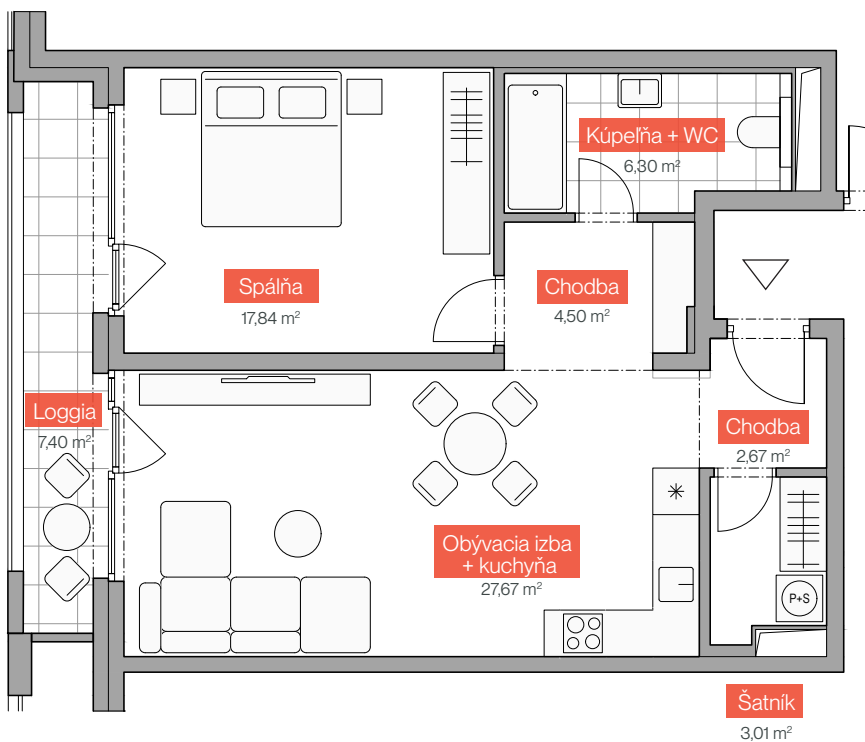 Kúpeľňa + WC
6,30 m²
Spálňa
17,84 m²
Chodba
4,50 m²
Loggia
7,40 m²
Chodba
2,67 m²
Obývacia izba
+ kuchyňa
27,67 m²
P+S
Šatník
3,01 m²